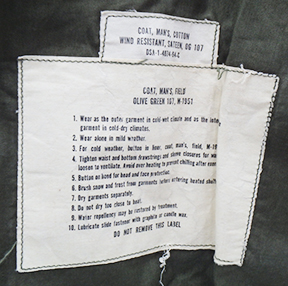 COAT, MAN'S, COTTON
WIND RESISTANT, SATEEN, OG 107
COAT, MAN'S, FIELD
OLIVE GREEN 107, M-1951
1. Wear as the outer garment in cold-wet climate and as the inter
garment in cold-dry climates.
2. Wear alone in mild weather.
3. For cold weather, button in liner, coat, man's, field, M-19
4. Tighten waist and bottom drawstrings and sleeve closures for wa
loosen to ventilate. Avoid over heating to prevent chilling after
5. Button on hood for head and face protection.
6. Brush snow and frost from garments before entering heated shelt
7. Dry garments separately.
8. Do not dry too close to heat.
9. Water repellency may be restored by treatment.
10. Lubricate slide fastener with graphite or candle wax.
DO NOT REMOVE THIS LABEL